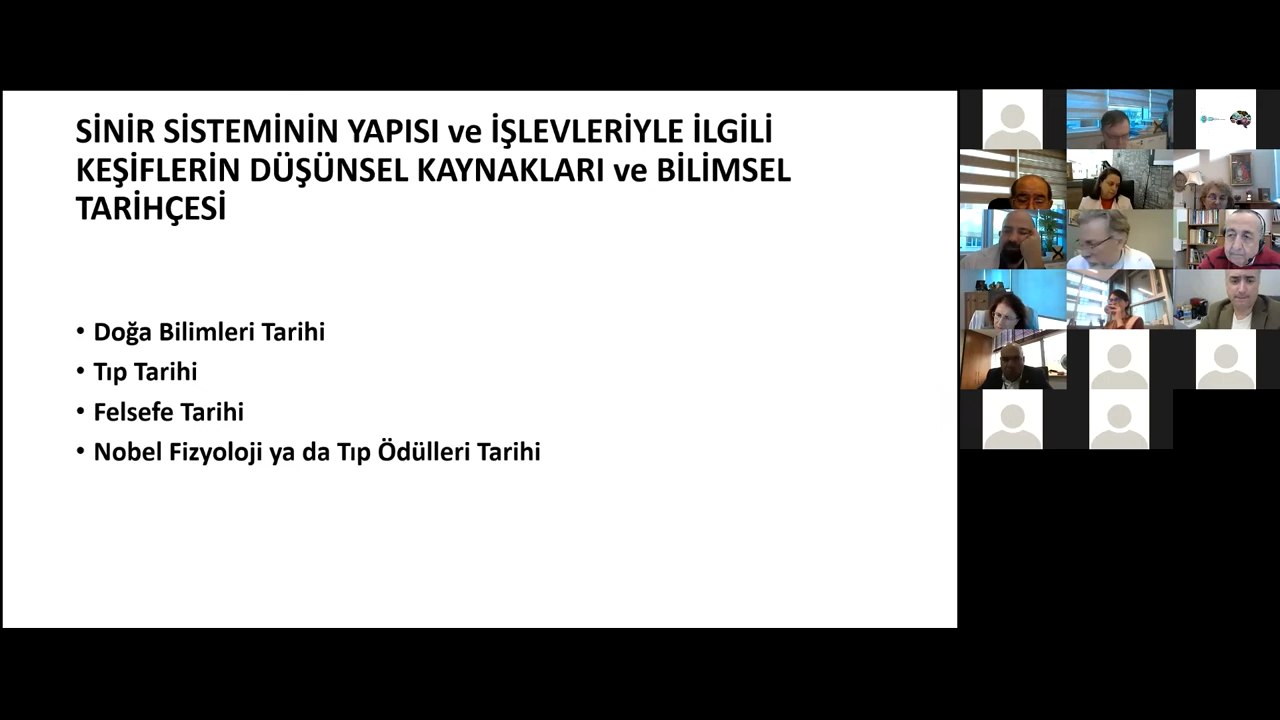 SİNİR SİSTEMİNİN YAPISI ve İŞLEVLERİYLE İLGİLİ
KEŞİFLERİN DÜŞÜNSEL KAYNAKLARI ve BİLİMSEL
TARİHÇESİ
• Doğa Bilimleri Tarihi
• Tıp Tarihi
• Felsefe Tarihi
• Nobel Fizyoloji ya da Tıp Ödülleri Tarihi